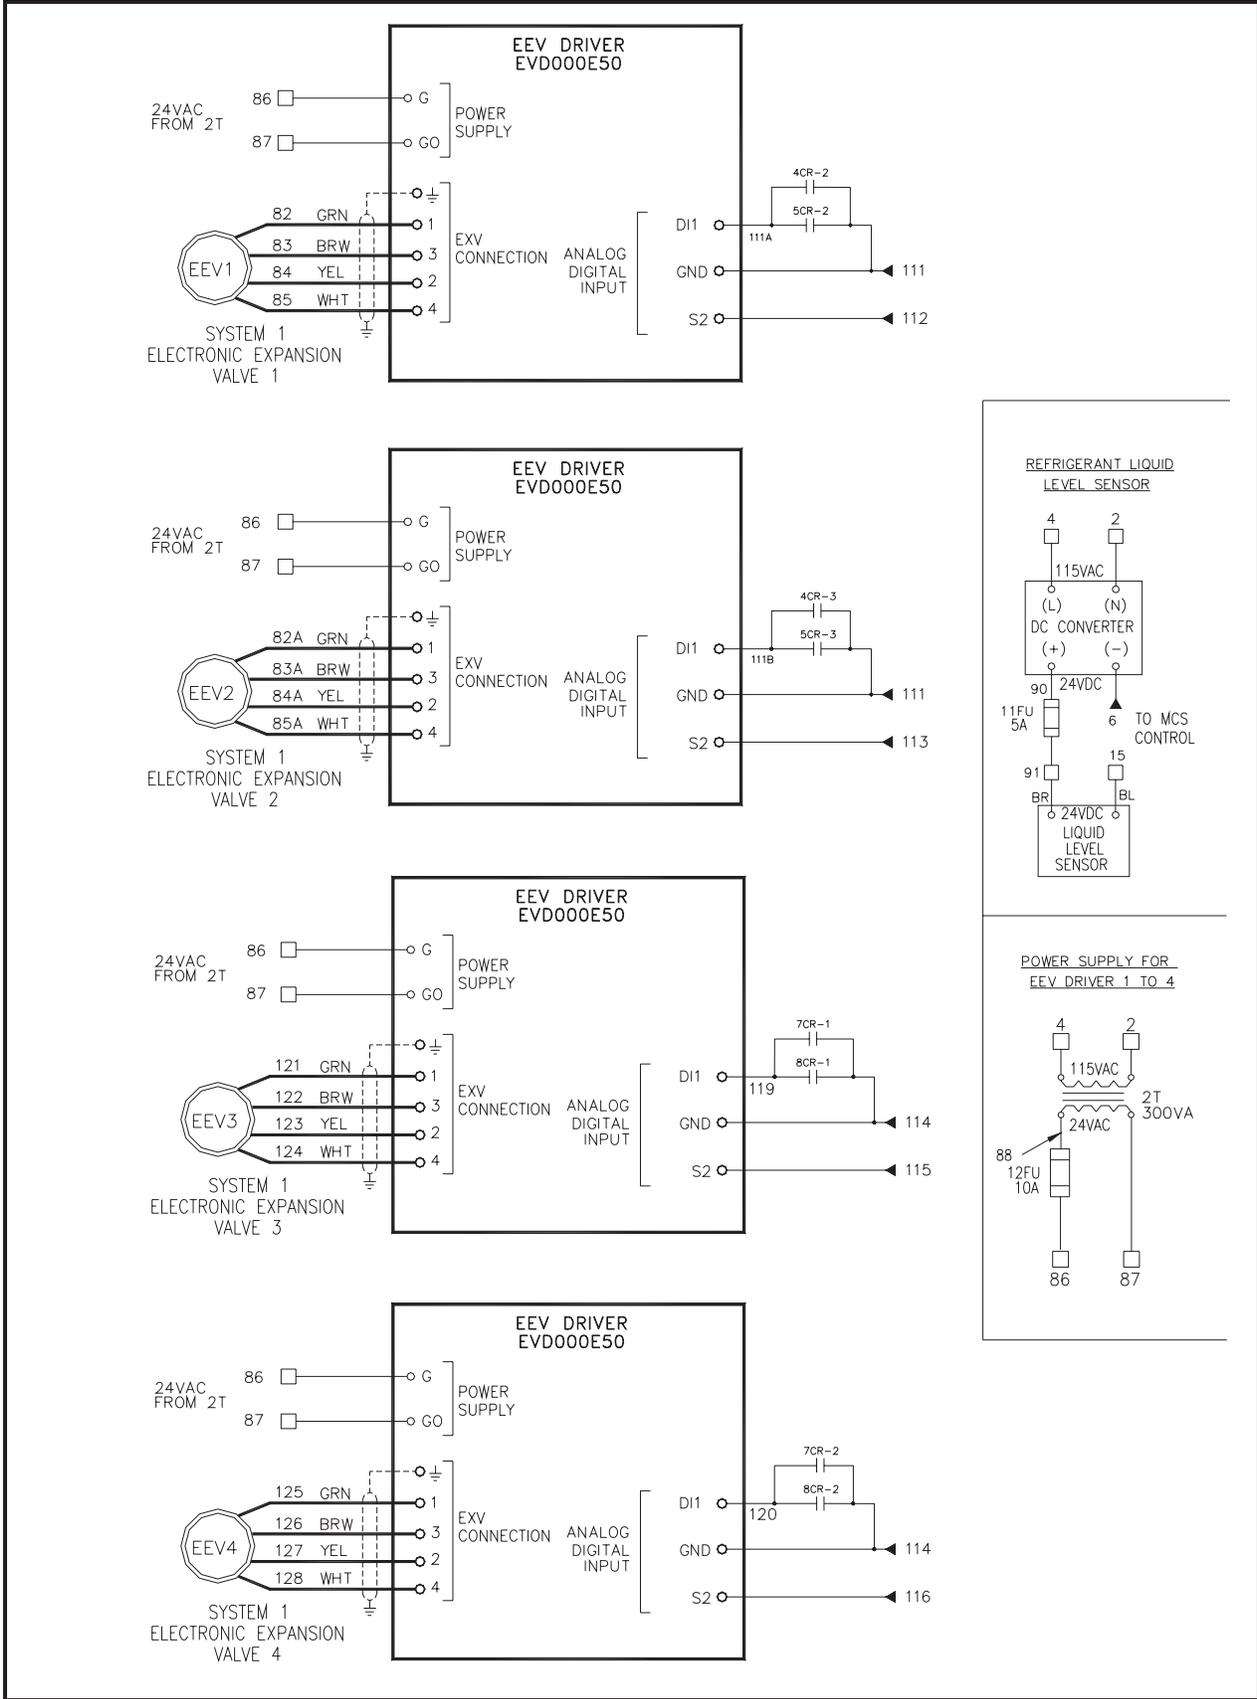 EEV DRIVER
EVD000E50
24VAC
FROM 2T
86
87
G
GO
POWER
SUPPLY
82 GRN
83 BRW
84 YEL
85 WHT
EEV1
1
3
2
4
EXV
CONNECTION
SYSTEM 1
ELECTRONIC EXPANSION
VALVE 1
ANALOG
DIGITAL
INPUT
DI1
GND
S2
4CR-2
5CR-2
111A
111
112
EEV DRIVER
EVD000E50
24VAC
FROM 2T
86
87
G
GO
POWER
SUPPLY
82A GRN
83A BRW
84A YEL
85A WHT
EEV2
1
3
2
4
EXV
CONNECTION
SYSTEM 1
ELECTRONIC EXPANSION
VALVE 2
ANALOG
DIGITAL
INPUT
DI1
GND
S2
4CR-3
5CR-3
111B
111
113
EEV DRIVER
EVD000E50
24VAC
FROM 2T
86
87
G
GO
POWER
SUPPLY
121 GRN
122 BRW
123 YEL
124 WHT
EEV3
1
3
2
4
EXV
CONNECTION
SYSTEM 1
ELECTRONIC EXPANSION
VALVE 3
ANALOG
DIGITAL
INPUT
DI1
GND
S2
7CR-1
8CR-1
119
114
115
EEV DRIVER
EVD000E50
24VAC
FROM 2T
86
87
G
GO
POWER
SUPPLY
125 GRN
126 BRW
127 YEL
128 WHT
EEV4
1
3
2
4
EXV
CONNECTION
SYSTEM 1
ELECTRONIC EXPANSION
VALVE 4
ANALOG
DIGITAL
INPUT
DI1
GND
S2
7CR-2
8CR-2
120
114
116
REFRIGERANT LIQUID
LEVEL SENSOR
4 2
115VAC
(L) (N)
DC CONVERTER
(+) (-)
90 24VDC
11FU
5A
6
TO MCS
CONTROL
91 15
BR BL
24VDC
LIQUID
LEVEL
SENSOR
POWER SUPPLY FOR
EEV DRIVER 1 TO 4
4 2
115VAC
2T
300VA
24VAC
88
12FU
10A
86 87